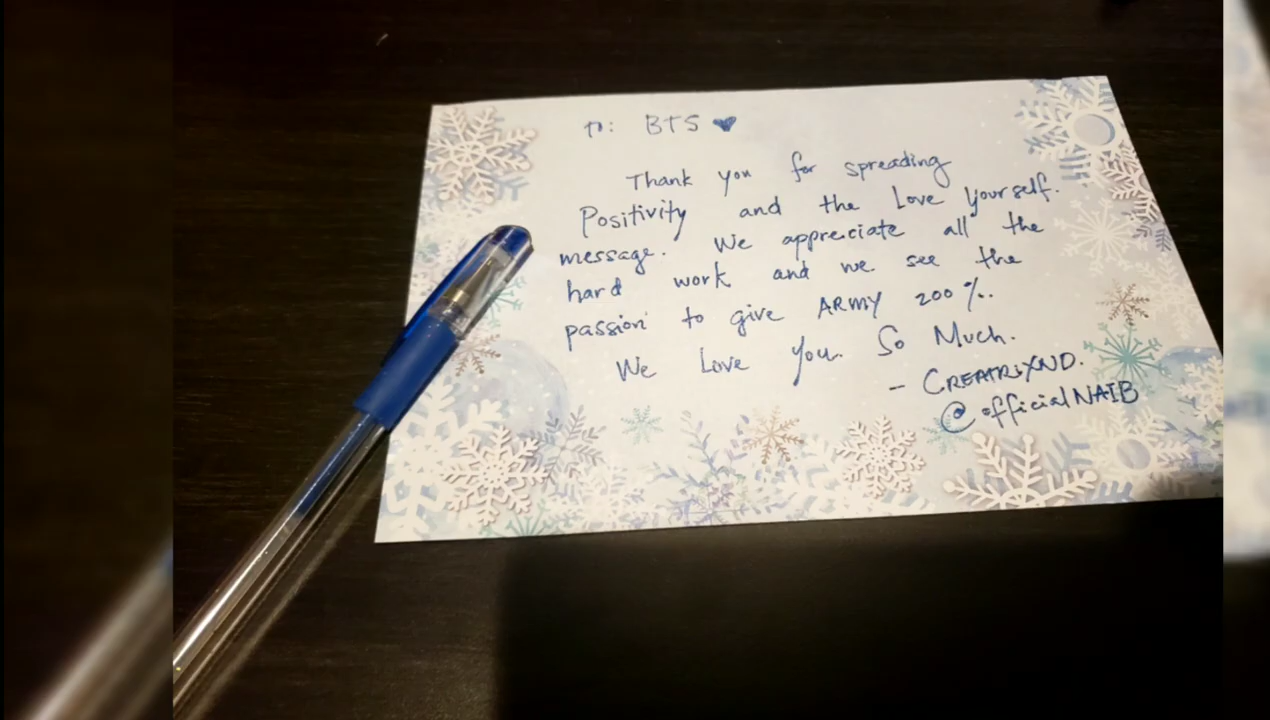 To: BTS ♥
Thank you for spreading
Positivity and the Love Yourself.
message. We appreciate all the
hard work and we see the
passion to give ARMY 200%.
We Love You So Much.
- CREATRIXND.
@officialNAIB